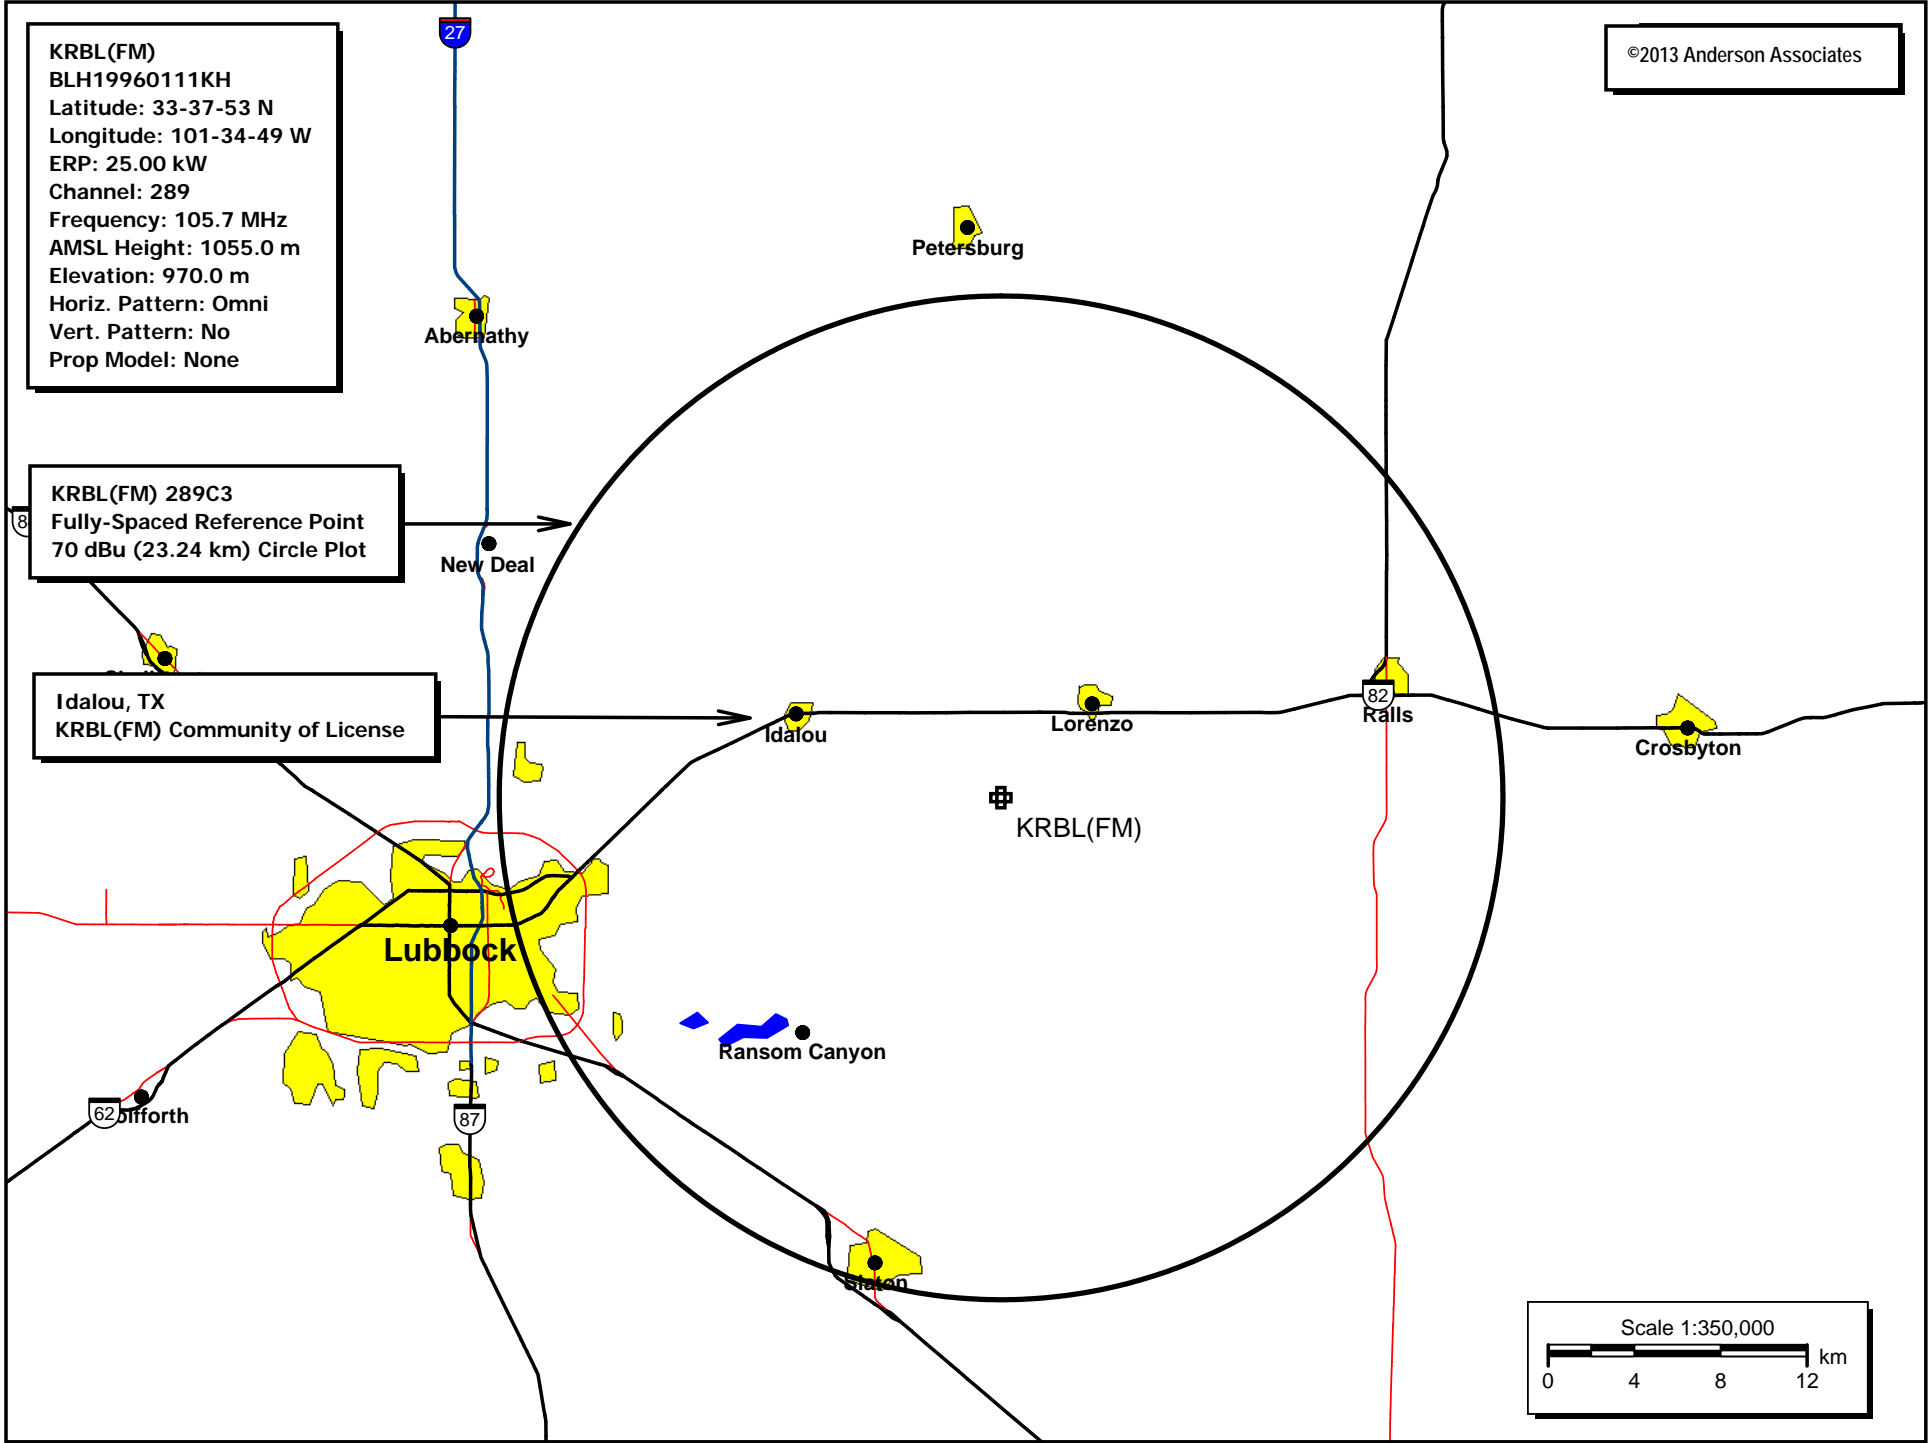 KRBL(FM)
BLH19960111KH
Latitude: 33-37-53 N
Longitude: 101-34-49 W
ERP: 25.00 kW
Channel: 289
Frequency: 105.7 MHz
AMSL Height: 1055.0 m
Elevation: 970.0 m
Horiz. Pattern: Omni
Vert. Pattern: No
Prop Model: None
27
©2013 Anderson Associates
Petersburg
Abernathy
KRBL(FM) 289C3
Fully-Spaced Reference Point
70 dBu (23.24 km) Circle Plot
8
New Deal
Idalou, TX
KRBL(FM) Community of License
Idalou
Lorenzo
82
Ralls
Crosbyton
KRBL(FM)
Lubbock
Ransom Canyon
62
87
Slaton
Scale 1:350,000
km
0 4 8 12